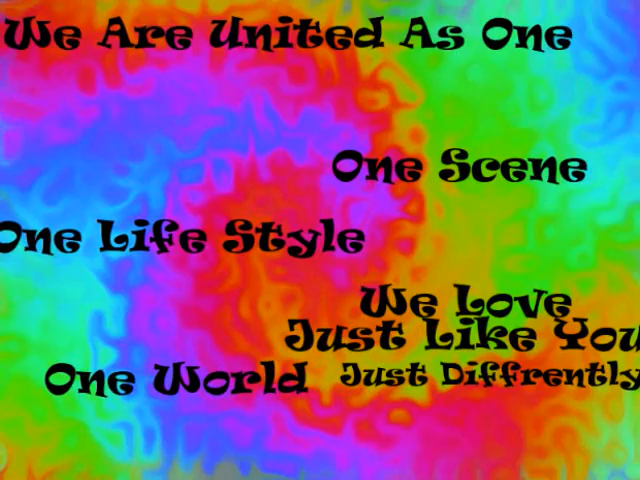 We Are United As One
One Scene
One Life Style
We Love
Just Like You
One World
Just Diffrently